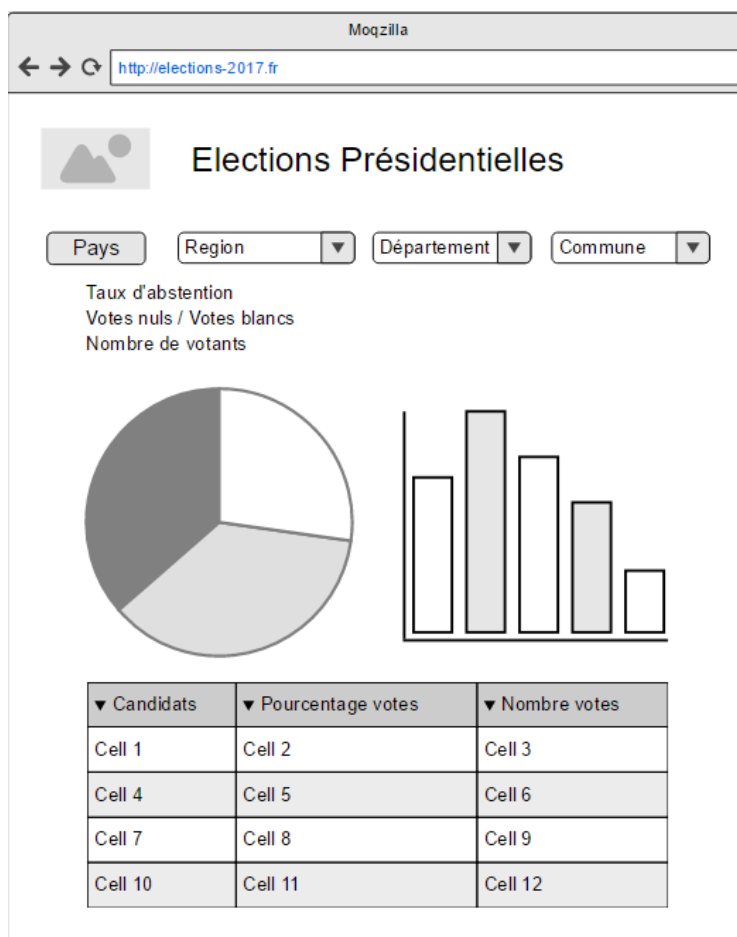 Moqzilla
http://elections-2017.fr
Elections Présidentielles
Pays Region Département Commune
Taux d'abstention
Votes nuls / Votes blancs
Nombre de votants
Candidats Pourcentage votes Nombre votes
Cell 1 Cell 2 Cell 3
Cell 4 Cell 5 Cell 6
Cell 7 Cell 8 Cell 9
Cell 10 Cell 11 Cell 12